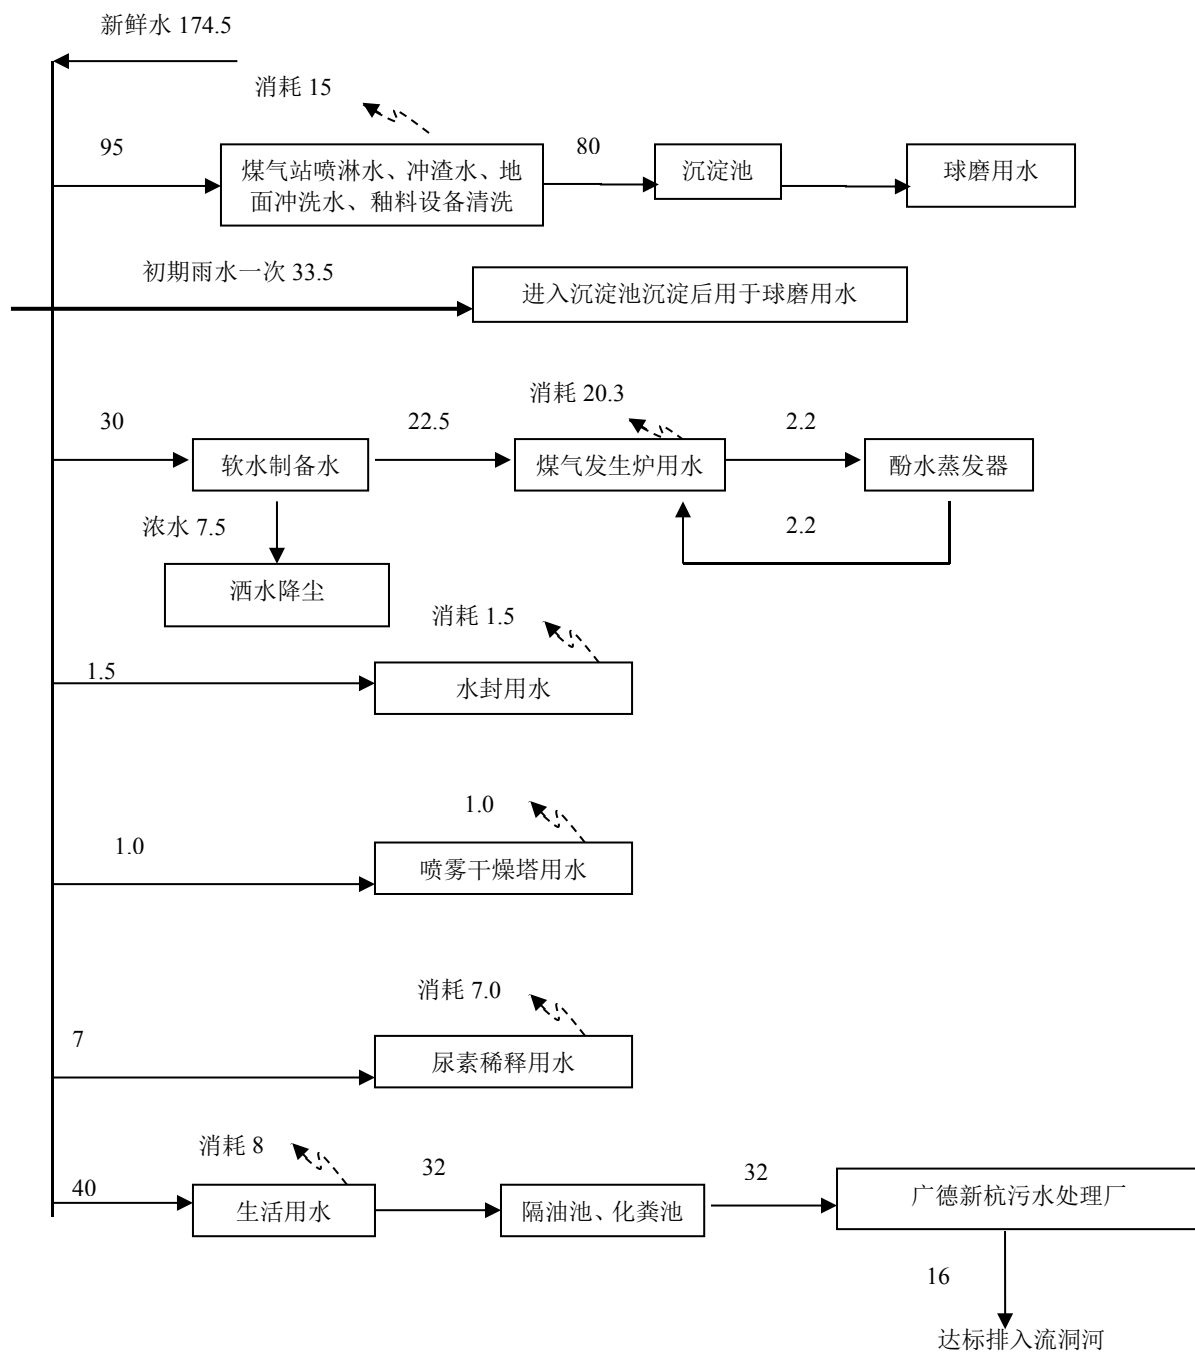 新鲜水 174.5
消耗 15
95
煤气站喷淋水、冲渣水、地
面冲洗水、釉料设备清洗
80
沉淀池
球磨用水
初期雨水一次 33.5
进入沉淀池沉淀后用于球磨用水
消耗 20.3
30
软水制备水
22.5
煤气发生炉用水
2.2
酚水蒸发器
2.2
浓水 7.5
洒水降尘
消耗 1.5
1.5
水封用水
1.0
1.0
喷雾干燥塔用水
消耗 7.0
7
尿素稀释用水
消耗 8
40
生活用水
32
隔油池、化粪池
32
广德新杭污水处理厂
16
达标排入流洞河